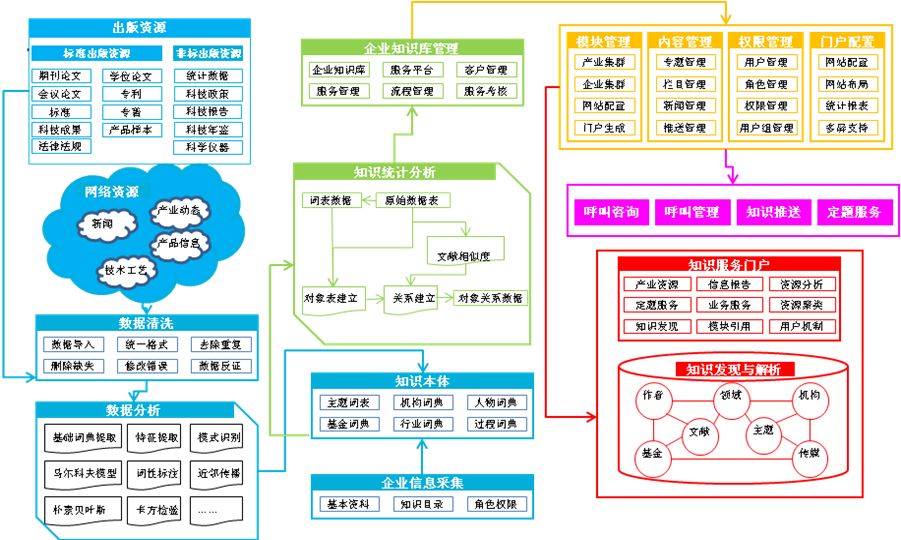 出版资源
标准出版资源
非标出版资源
期刊论文
学位论文
统计数据
会议论文
专利
科技政策
标准
专著
科技报告
科技成果
产品样本
科技年鉴
法律法规
科学仪器
网络资源
新闻
产业动态
产品信息
技术工艺
数据清洗
数据导入
统一格式
去除重复
删除缺失
修改错误
数据反证
数据分析
基础词典提取
特征提取
模式识别
马尔科夫模型
词性标注
近邻传播
朴素贝叶斯
卡方检验
……
企业知识库管理
企业知识库
服务平台
客户管理
服务管理
流程管理
服务考核
知识统计分析
词表数据
原始数据表
文献相似度
对象表建立
关系建立
对象关系数据
知识本体
主题词表
机构词典
人物词典
基金词典
行业词典
过程词典
企业信息采集
基本资料
知识目录
角色权限
模块管理
内容管理
权限管理
门户配置
产业集群
专题管理
用户管理
网站配置
企业集群
栏目管理
角色管理
网站布局
网站配置
新闻管理
权限管理
统计报表
门户生成
推送管理
用户组管理
多屏支持
呼叫咨询
呼叫管理
知识推送
定题服务
知识服务门户
产业资源
信息报告
资源分析
定题服务
业务服务
资源聚类
知识发现
模块引用
用户机制
知识发现与解析
作者
领域
机构
文献
主题
基金
传媒